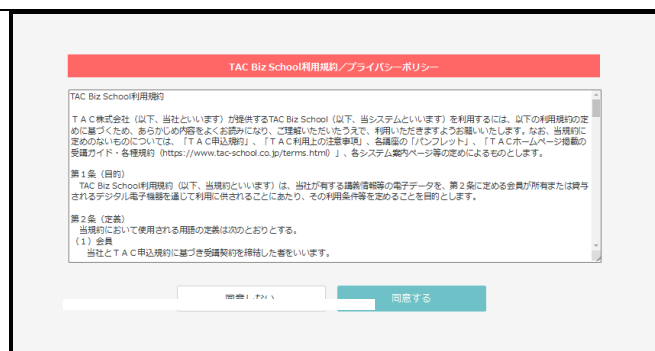 TAC Biz School利用規約／プライバシーポリシー
TAC Biz School利用規約
ＴＡＣ株式会社（以下、当社といいます）が提供するTAC Biz School（以下、当システムといいます）を利用するには、以下の利用規約の定
めに基づくため、あらかじめ内容をよくお読みになり、ご理解いただいたうえで、利用いただきますようお願いいたします。なお、当規約に
定めのないものについては、「ＴＡＣ申込規約」、「ＴＡＣ利用上の注意事項」、各講座の「パンフレット」、「ＴＡＣホームページ掲載の
受講ガイド・各種規約（https://www.tac-school.co.jp/terms.html）」、各システム案内ページ等の定めによるものとします。
第１条（目的）
TAC Biz School利用規約（以下、当規約といいます）は、当社が有する講義情報等の電子データを、第２条に定める会員が所有または貸与
されるデジタル電子機器を通じて利用に供されることにあたり、その利用条件等を定めることを目的とします。
第２条（定義）
当規約において使用される用語の定義は次のとおりとする。
（１）会員
当社とＴＡＣ申込規約に基づき受講契約を締結した者をいいます。
同意しない
同意する